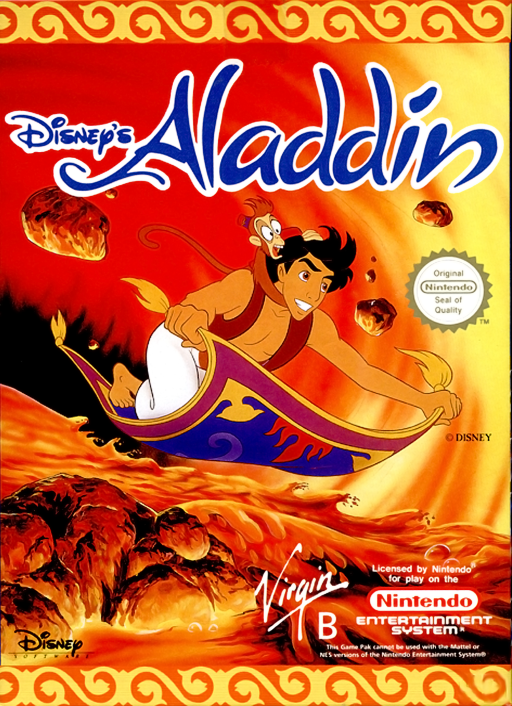 Disney's Aladdin
Original
Nintendo
Seal of
Quality
TM
© DISNEY
Virgin
Licensed by Nintendo®
for play on the
Nintendo
B
ENTERTAINMENT
SYSTEM
This Game Pak cannot be used with the Mattel or
NES versions of the Nintendo Entertainment System®
Disney
SOFTWARE